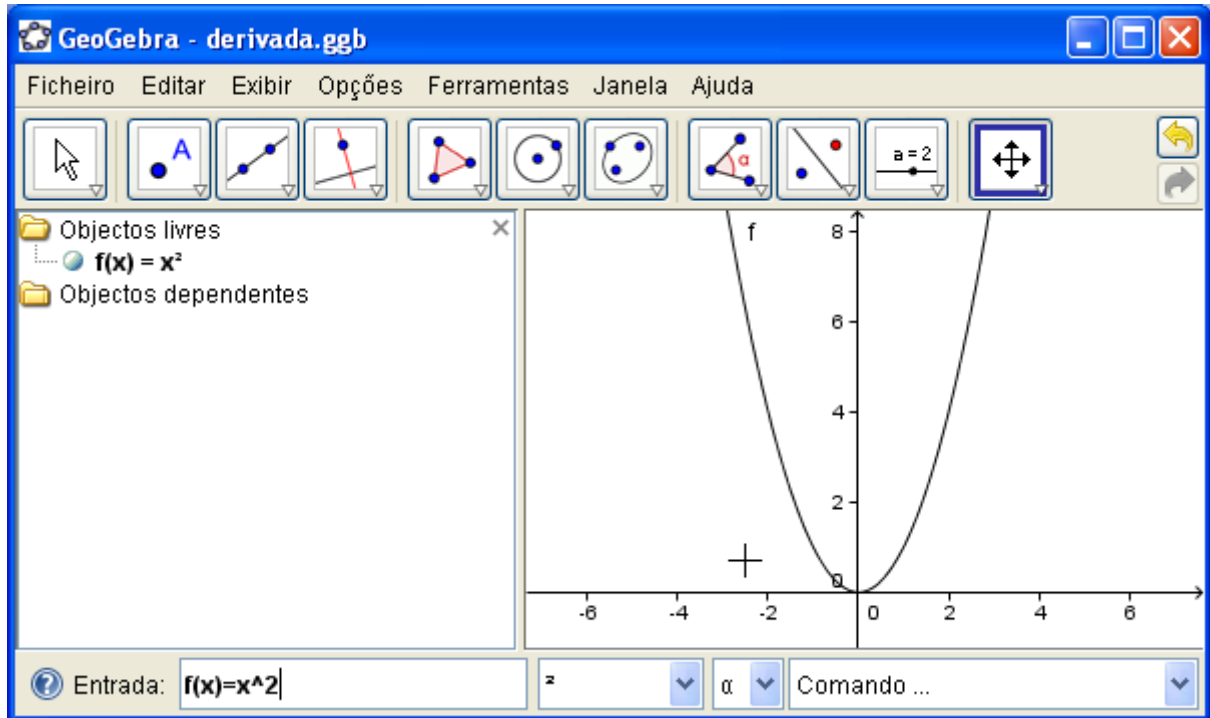 GeoGebra - derivada.ggb
Ficheiro Editar Exibir Opções Ferramentas Janela Ajuda
A
α
a = 2
Objectos livres
f(x) = x²
Objectos dependentes
f
8
6
4
2
0
-6 -4 -2 0 2 4 6
Entrada: f(x)=x^2 ² α Comando ...